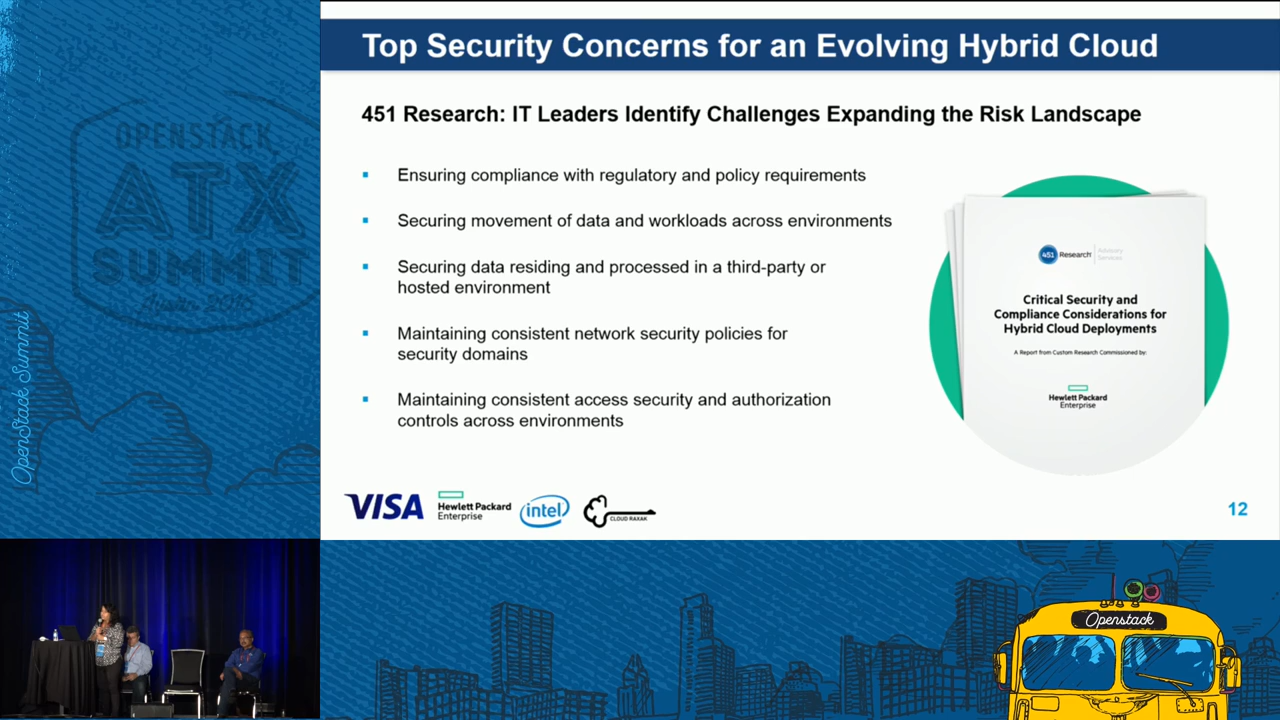 Top Security Concerns for an Evolving Hybrid Cloud
451 Research: IT Leaders Identify Challenges Expanding the Risk Landscape
▪ Ensuring compliance with regulatory and policy requirements
▪ Securing movement of data and workloads across environments
▪ Securing data residing and processed in a third-party or
hosted environment
▪ Maintaining consistent network security policies for
security domains
▪ Maintaining consistent access security and authorization
controls across environments
451 Research Advisory
Services
Critical Security and
Compliance Considerations for
Hybrid Cloud Deployments
A Report from Custom Research Commissioned by:
Hewlett Packard
Enterprise
VISA
Hewlett Packard
Enterprise
intel
CLOUD RAXAK
12
OPENSTACK
ATX
SUMMIT
Austin
OpenStack Summit
Openstack